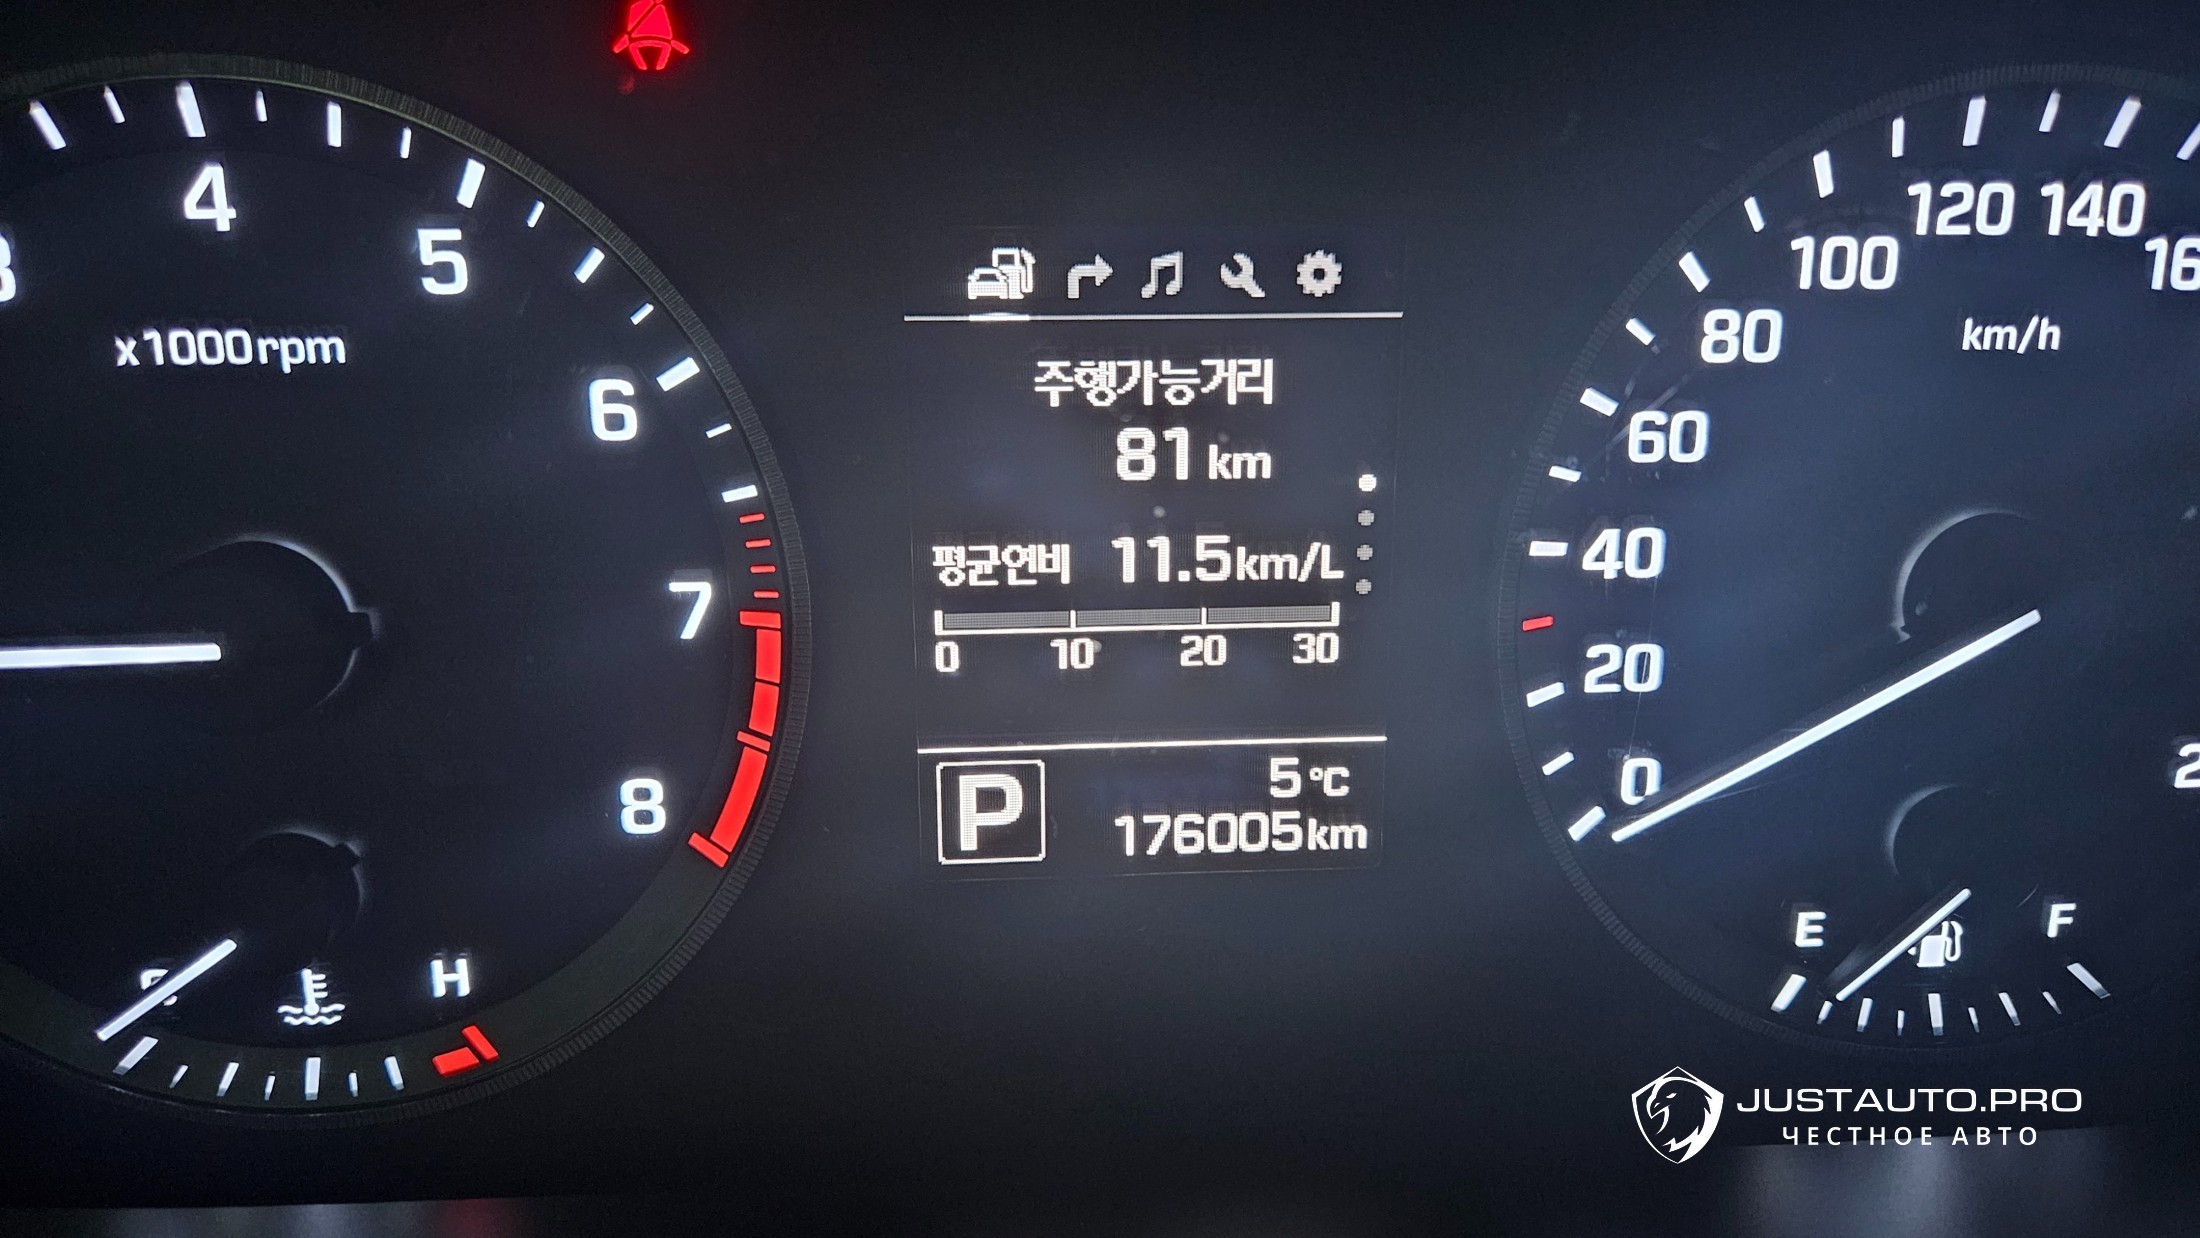 4
5
x1000rpm
6
7
8
H
주행가능거리
81 km
평균연비 11.5km/L
0 10 20 30
P
5°C
176005km
120 140
100
80
km/h
60
40
20
0
E
F
JUSTAUTO.PRO
ЧЕСТНОЕ АВТО